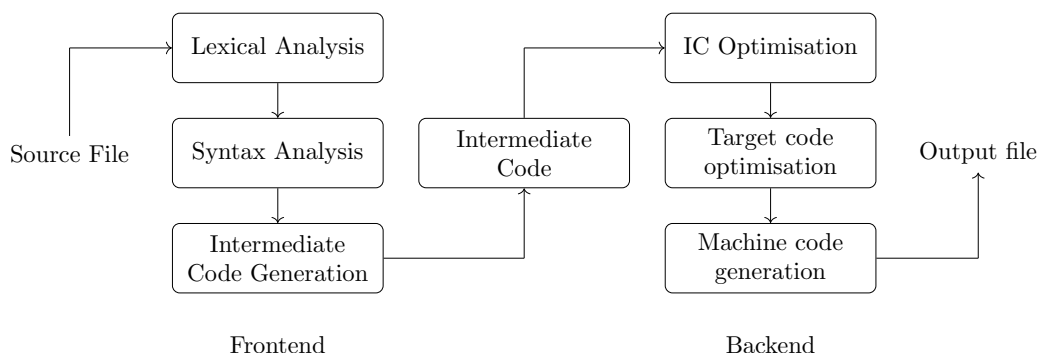 Source File
Lexical Analysis
Syntax Analysis
Intermediate
Code Generation
Frontend
Intermediate
Code
IC Optimisation
Target code
optimisation
Machine code
generation
Backend
Output file